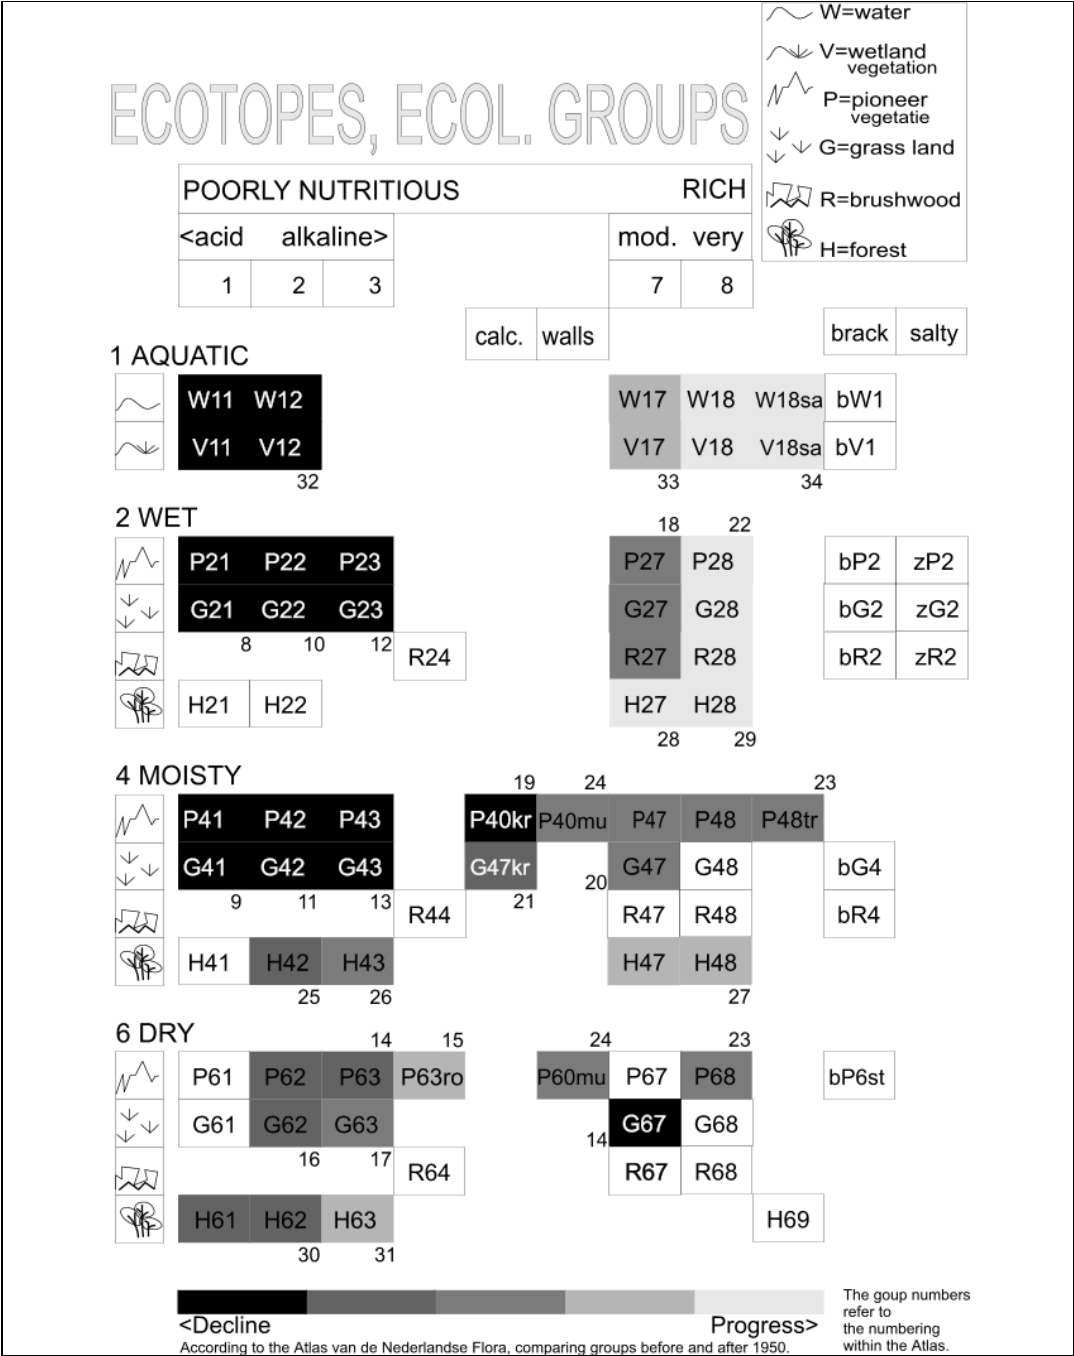 W=water
V=wetland
vegetation
P=pioneer
vegetatie
G=grass land
R=brushwood
H=forest
ECOTOPES, ECOL. GROUPS
POORLY NUTRITIOUS RICH
<acid alkaline> mod. very
1 2 3 7 8
calc. walls brack salty
1 AQUATIC
W11 W12 W17 W18 W18sa bW1
V11 V12 V17 V18 V18sa bV1
32 33 34
2 WET
18 22
P21 P22 P23 P27 P28 bP2 zP2
G21 G22 G23 G27 G28 bG2 zG2
8 10 12
R24 R27 R28 bR2 zR2
H21 H22 H27 H28
28 29
4 MOISTY
19 24 23
P41 P42 P43 P40kr P40mu P47 P48 P48tr
G41 G42 G43 G47kr G47 G48 bG4
20
9 11 13 21
R44 R47 R48 bR4
H41 H42 H43 H47 H48
25 26 27
6 DRY
14 15 24 23
P61 P62 P63 P63ro P60mu P67 P68 bP6st
G61 G62 G63 G67 G68
14
16 17
R64 R67 R68
H61 H62 H63 H69
30 31
<Decline Progress>
According to the Atlas van de Nederlandse Flora, comparing groups before and after 1950.
The goup numbers
refer to
the numbering
within the Atlas.